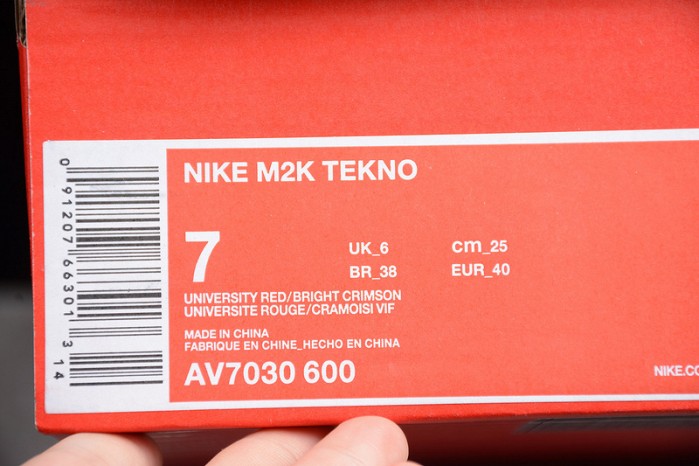 NIKE M2K TEKNO
7
UK_6
cm_25
BR_38
EUR_40
UNIVERSITY RED/BRIGHT CRIMSON
UNIVERSITE ROUGE/CRAMOISI VIF
MADE IN CHINA
FABRIQUE EN CHINE_HECHO EN CHINA
AV7030 600
NIKE.CO
0 91207 66301 3 14